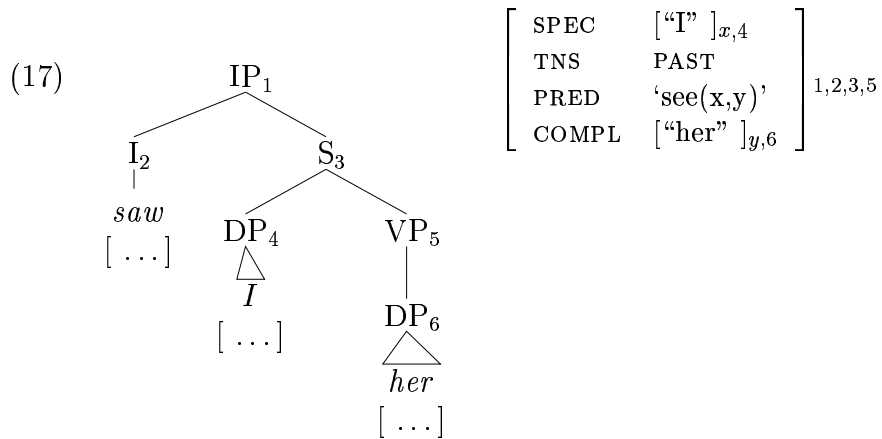 (17)
IP₁
I₂ S₃
saw
[ … ]
DP₄ VP₅
I
[ … ]
DP₆
her
[ … ]
SPEC [“I” ]x,4
TNS PAST
PRED ‘see(x,y)’
COMPL [“her” ]y,6
1,2,3,5